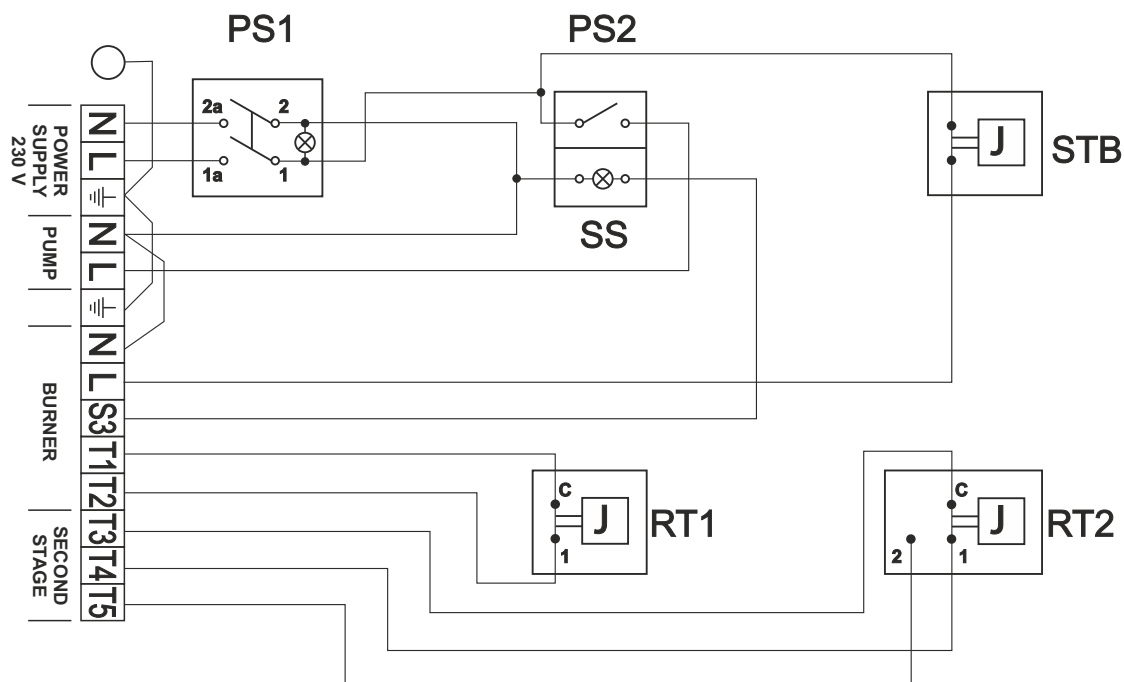 PS1
PS2
2a
2
1a
1
SS
J
STB
POWER
SUPPLY
230 V
PUMP
BURNER
SECOND
STAGE
N
L
N
L
N
L
S3
T1
T2
T3
T4
T5
C
J
1
RT1
C
J
2
1
RT2